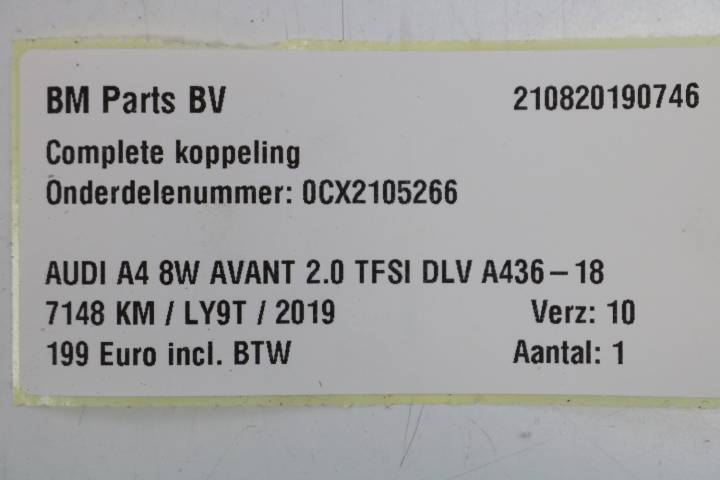 BM Parts BV 210820190746
Complete koppeling
Onderdelenummer: 0CX2105266
AUDI A4 8W AVANT 2.0 TFSI DLV A436-18
7148 KM / LY9T / 2019 Verz: 10
199 Euro incl. BTW Aantal: 1